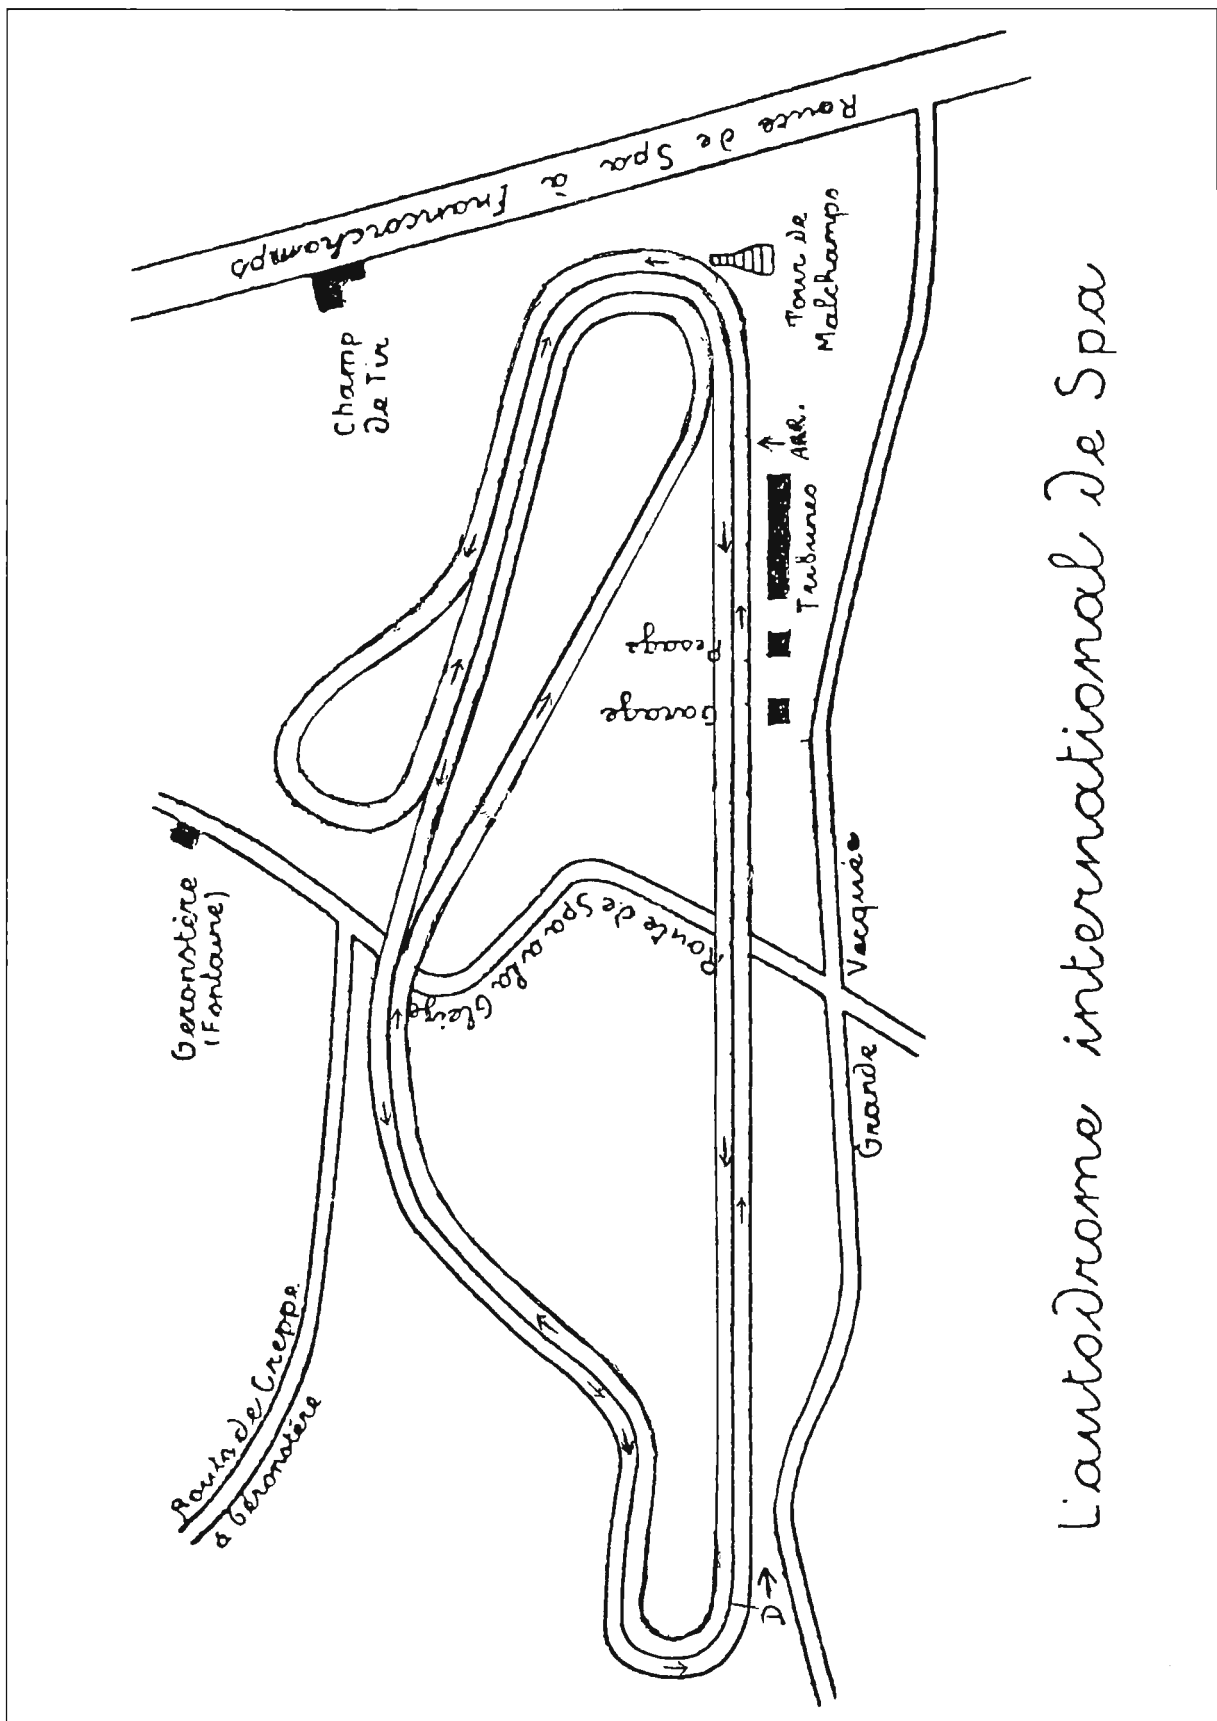 Route de Spa à Francorchamps
Champ
de Tir
Tour de
Malchamps
ARR.
Tribunes
Pesage
Garage
Geronstère
(Fontaine)
Route de Spa a la Gleize
Grande Vecquée
Route de Creppe
à Géronstère
D
L'autodrome international de Spa